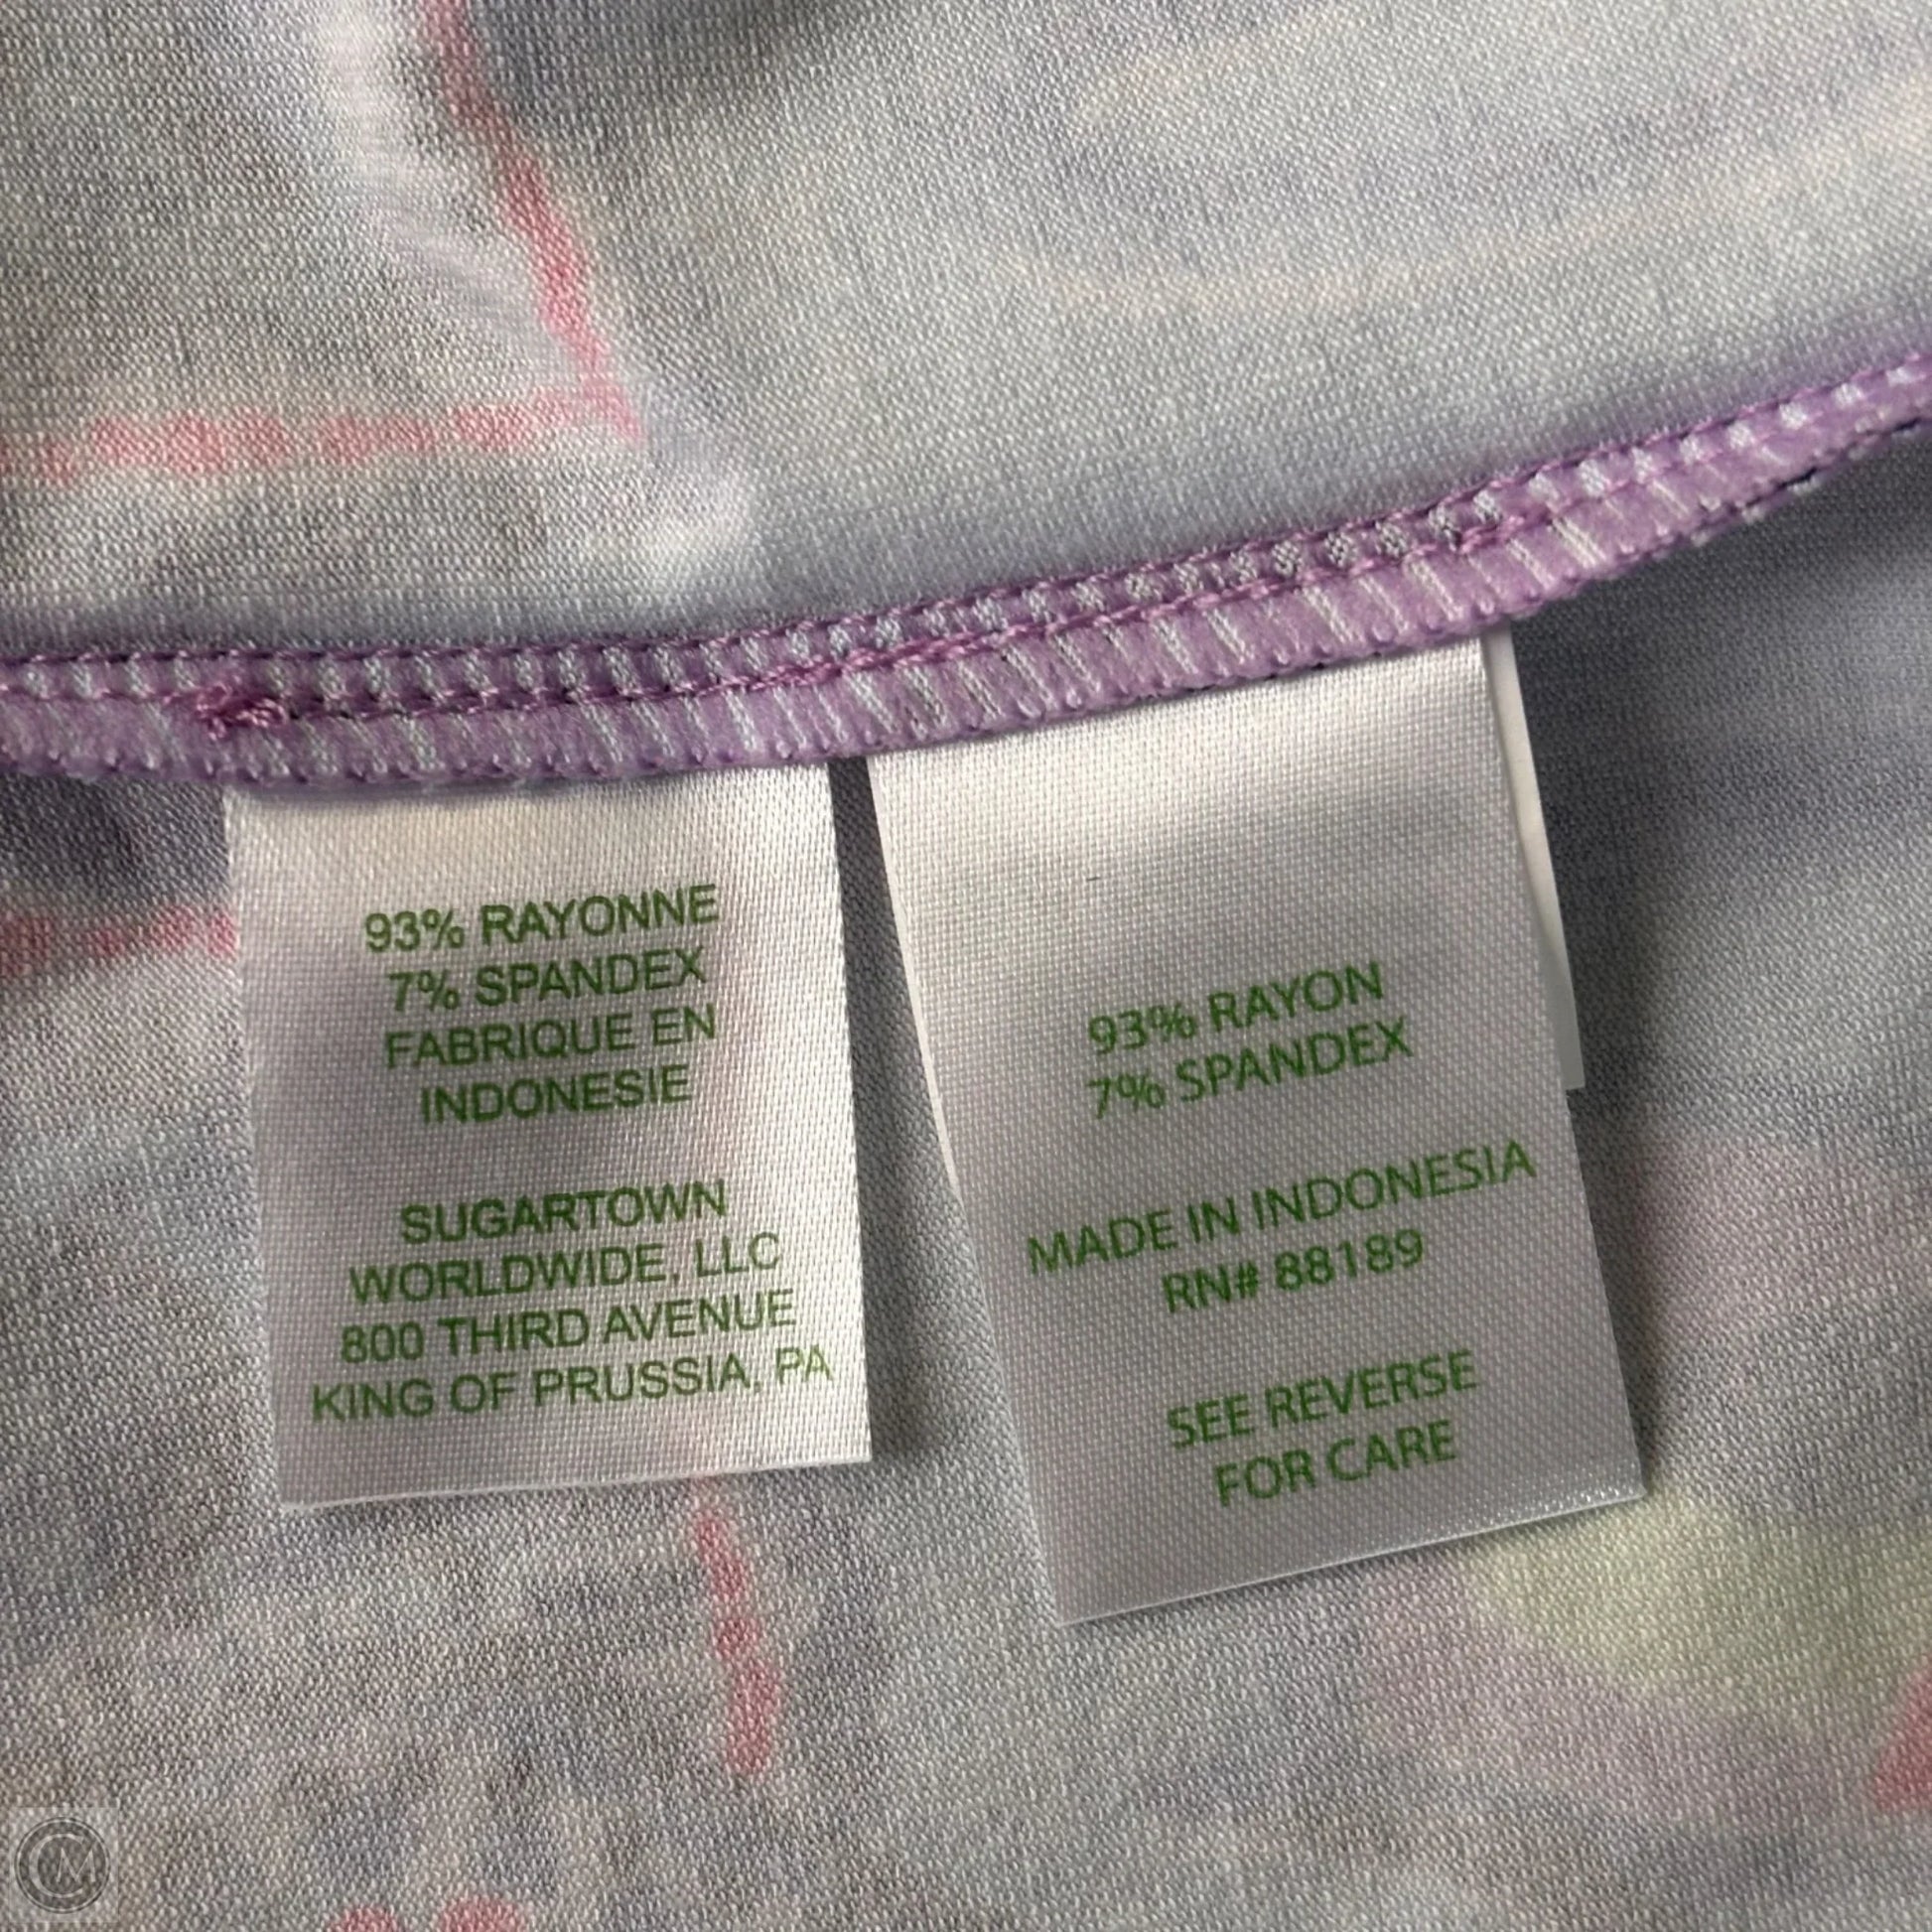 93% RAYONNE
7% SPANDEX
FABRIQUE EN
INDONESIE
SUGARTOWN
WORLDWIDE, LLC
800 THIRD AVENUE
KING OF PRUSSIA, PA
93% RAYON
7% SPANDEX
MADE IN INDONESIA
RN# 88189
SEE REVERSE
FOR CARE
CM